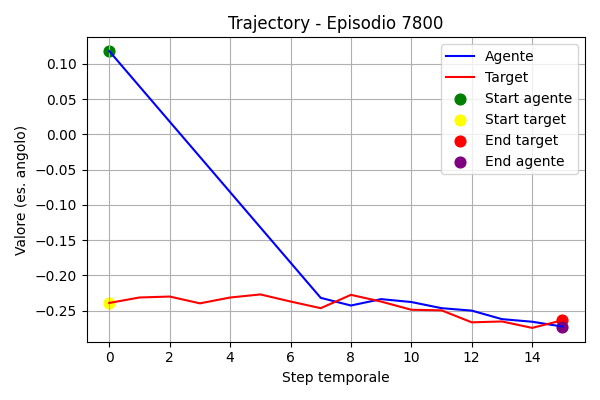 Trajectory - Episodio 7800
Agente
Target
Start agente
Start target
End target
End agente
Valore (es. angolo)
0.10
0.05
0.00
−0.05
−0.10
−0.15
−0.20
−0.25
0 2 4 6 8 10 12 14
Step temporale